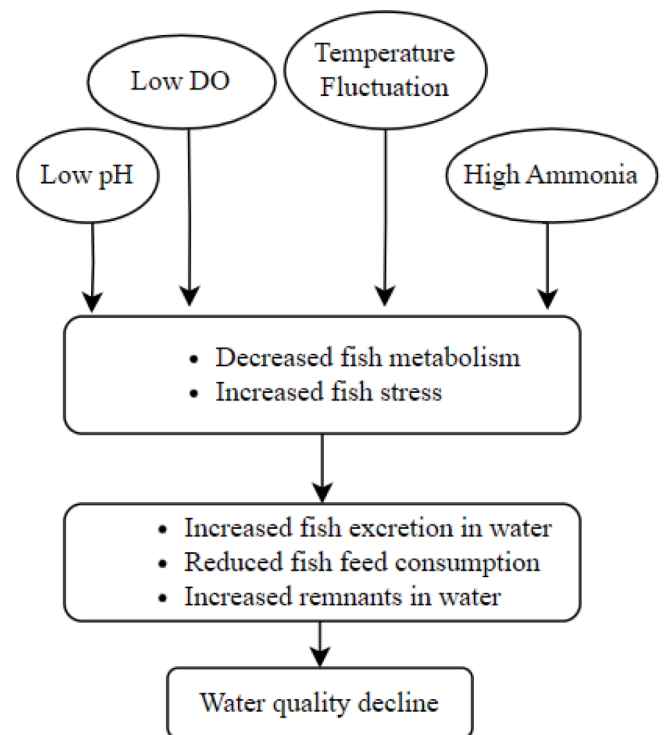 Temperature
Fluctuation
Low DO
Low pH
High Ammonia
• Decreased fish metabolism
• Increased fish stress
• Increased fish excretion in water
• Reduced fish feed consumption
• Increased remnants in water
Water quality decline